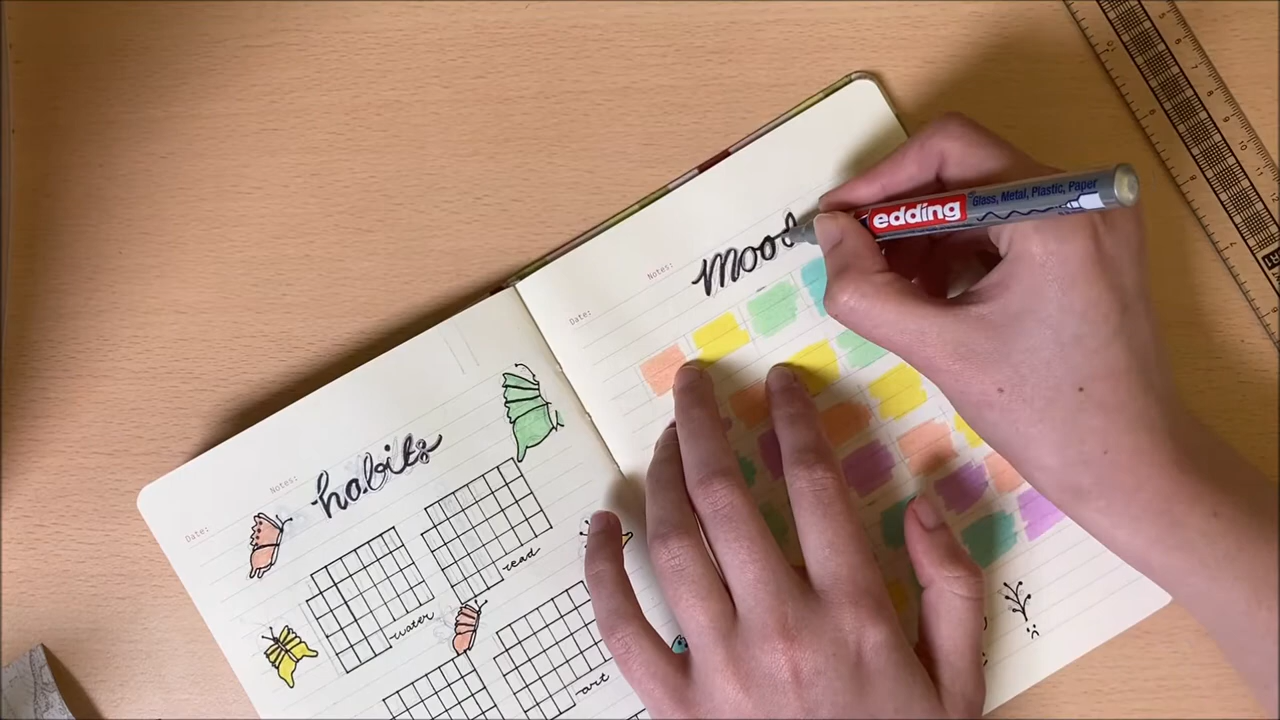 Notes:
Date:
habits
water
read
art
Notes:
Date:
Mood
edding
Glass, Metal, Plastic, Paper